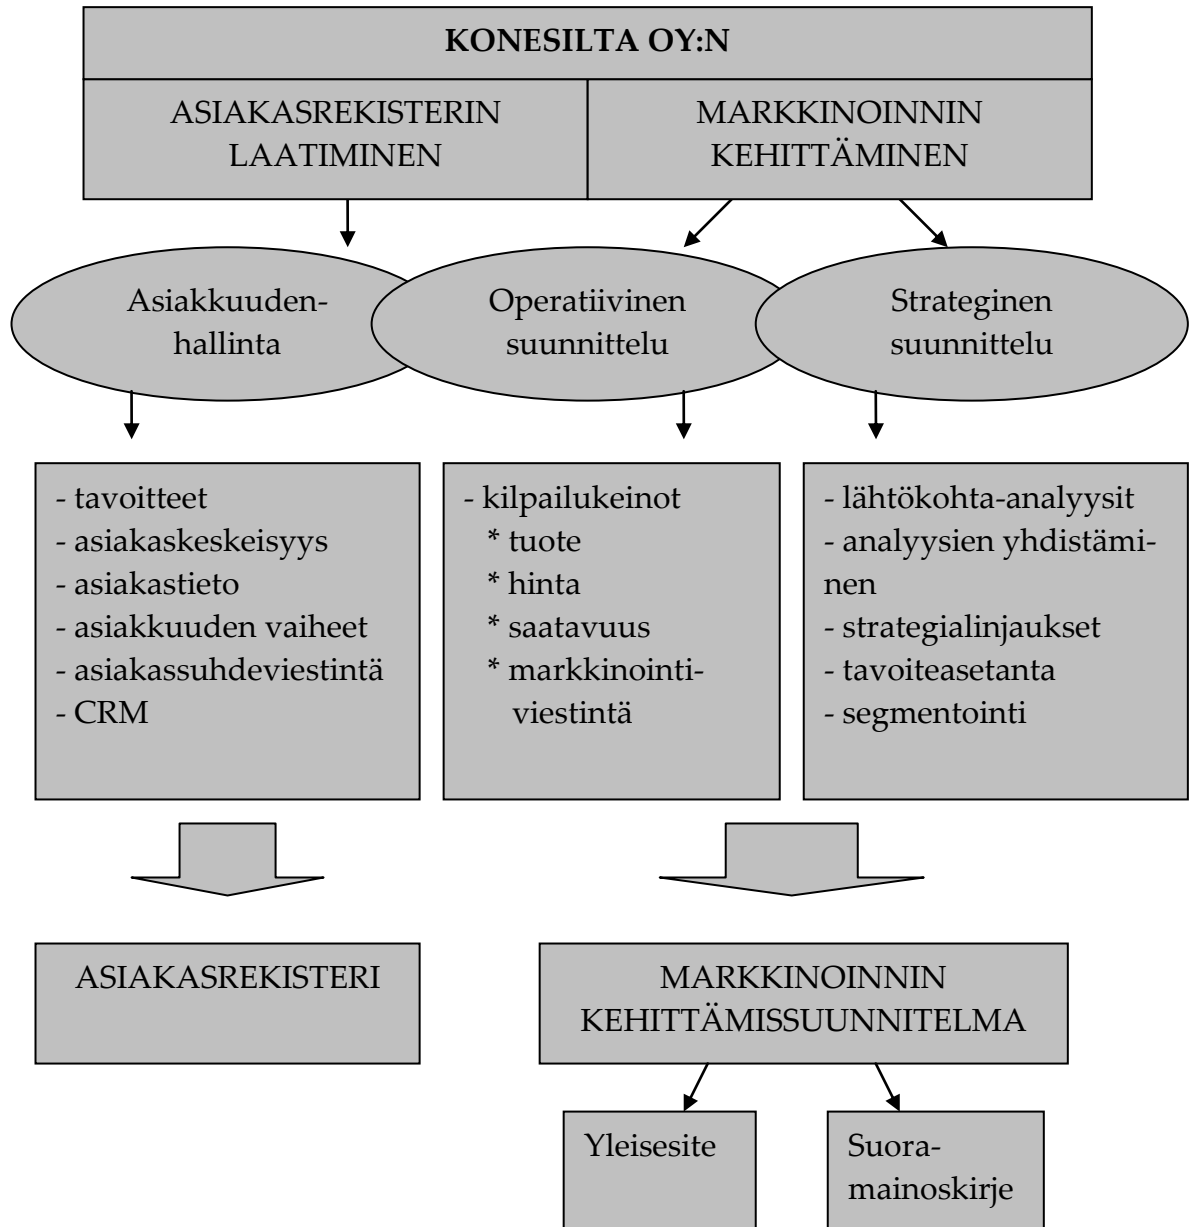 KONESILTA OY:N
ASIAKASREKISTERIN
LAATIMINEN
MARKKINOINNIN
KEHITTÄMINEN
Asiakkuuden-
hallinta
Operatiivinen
suunnittelu
Strateginen
suunnittelu
- tavoitteet
- asiakaskeskeisyys
- asiakastieto
- asiakkuuden vaiheet
- asiakassuhdeviestintä
- CRM
- kilpailukeinot
* tuote
* hinta
* saatavuus
* markkinointi-
viestintä
- lähtökohta-analyysit
- analyysien yhdistämi-
nen
- strategialinjaukset
- tavoiteasetanta
- segmentointi
ASIAKASREKISTERI
MARKKINOINNIN
KEHITTÄMISSUUNNITELMA
Yleisesite
Suora-
mainoskirje